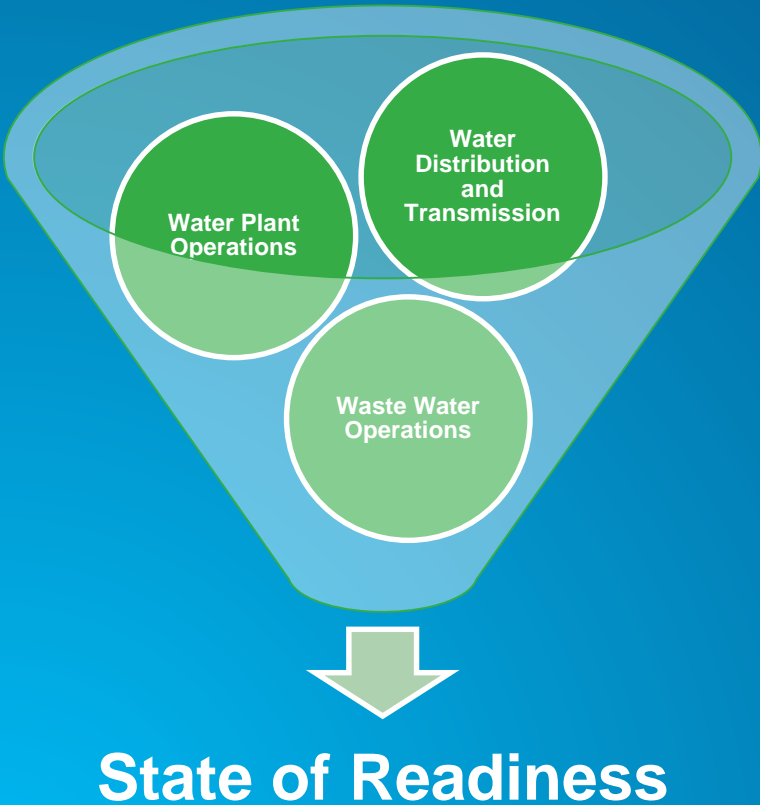 Water
Distribution
and
Transmission
Water Plant
Operations
Waste Water
Operations
State of Readiness